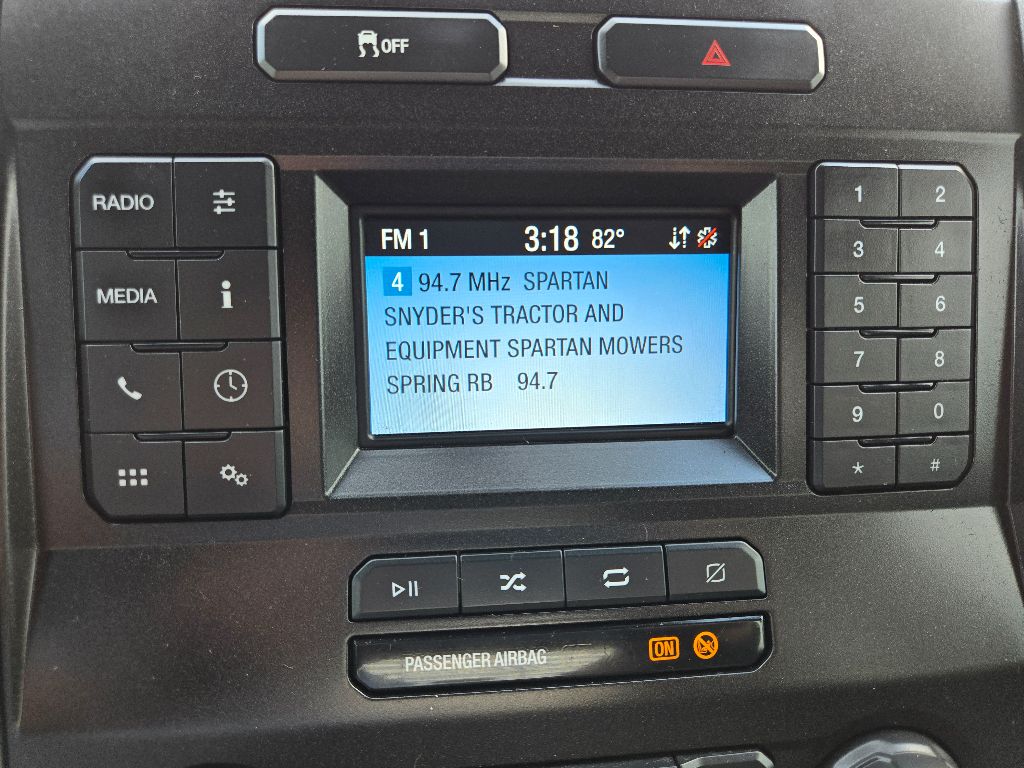 OFF
RADIO
MEDIA
i
FM 1 3:18 82°
4 94.7 MHz SPARTAN
SNYDER'S TRACTOR AND
EQUIPMENT SPARTAN MOWERS
SPRING RB 94.7
1 2
3 4
5 6
7 8
9 0
* #
PASSENGER AIRBAG ON